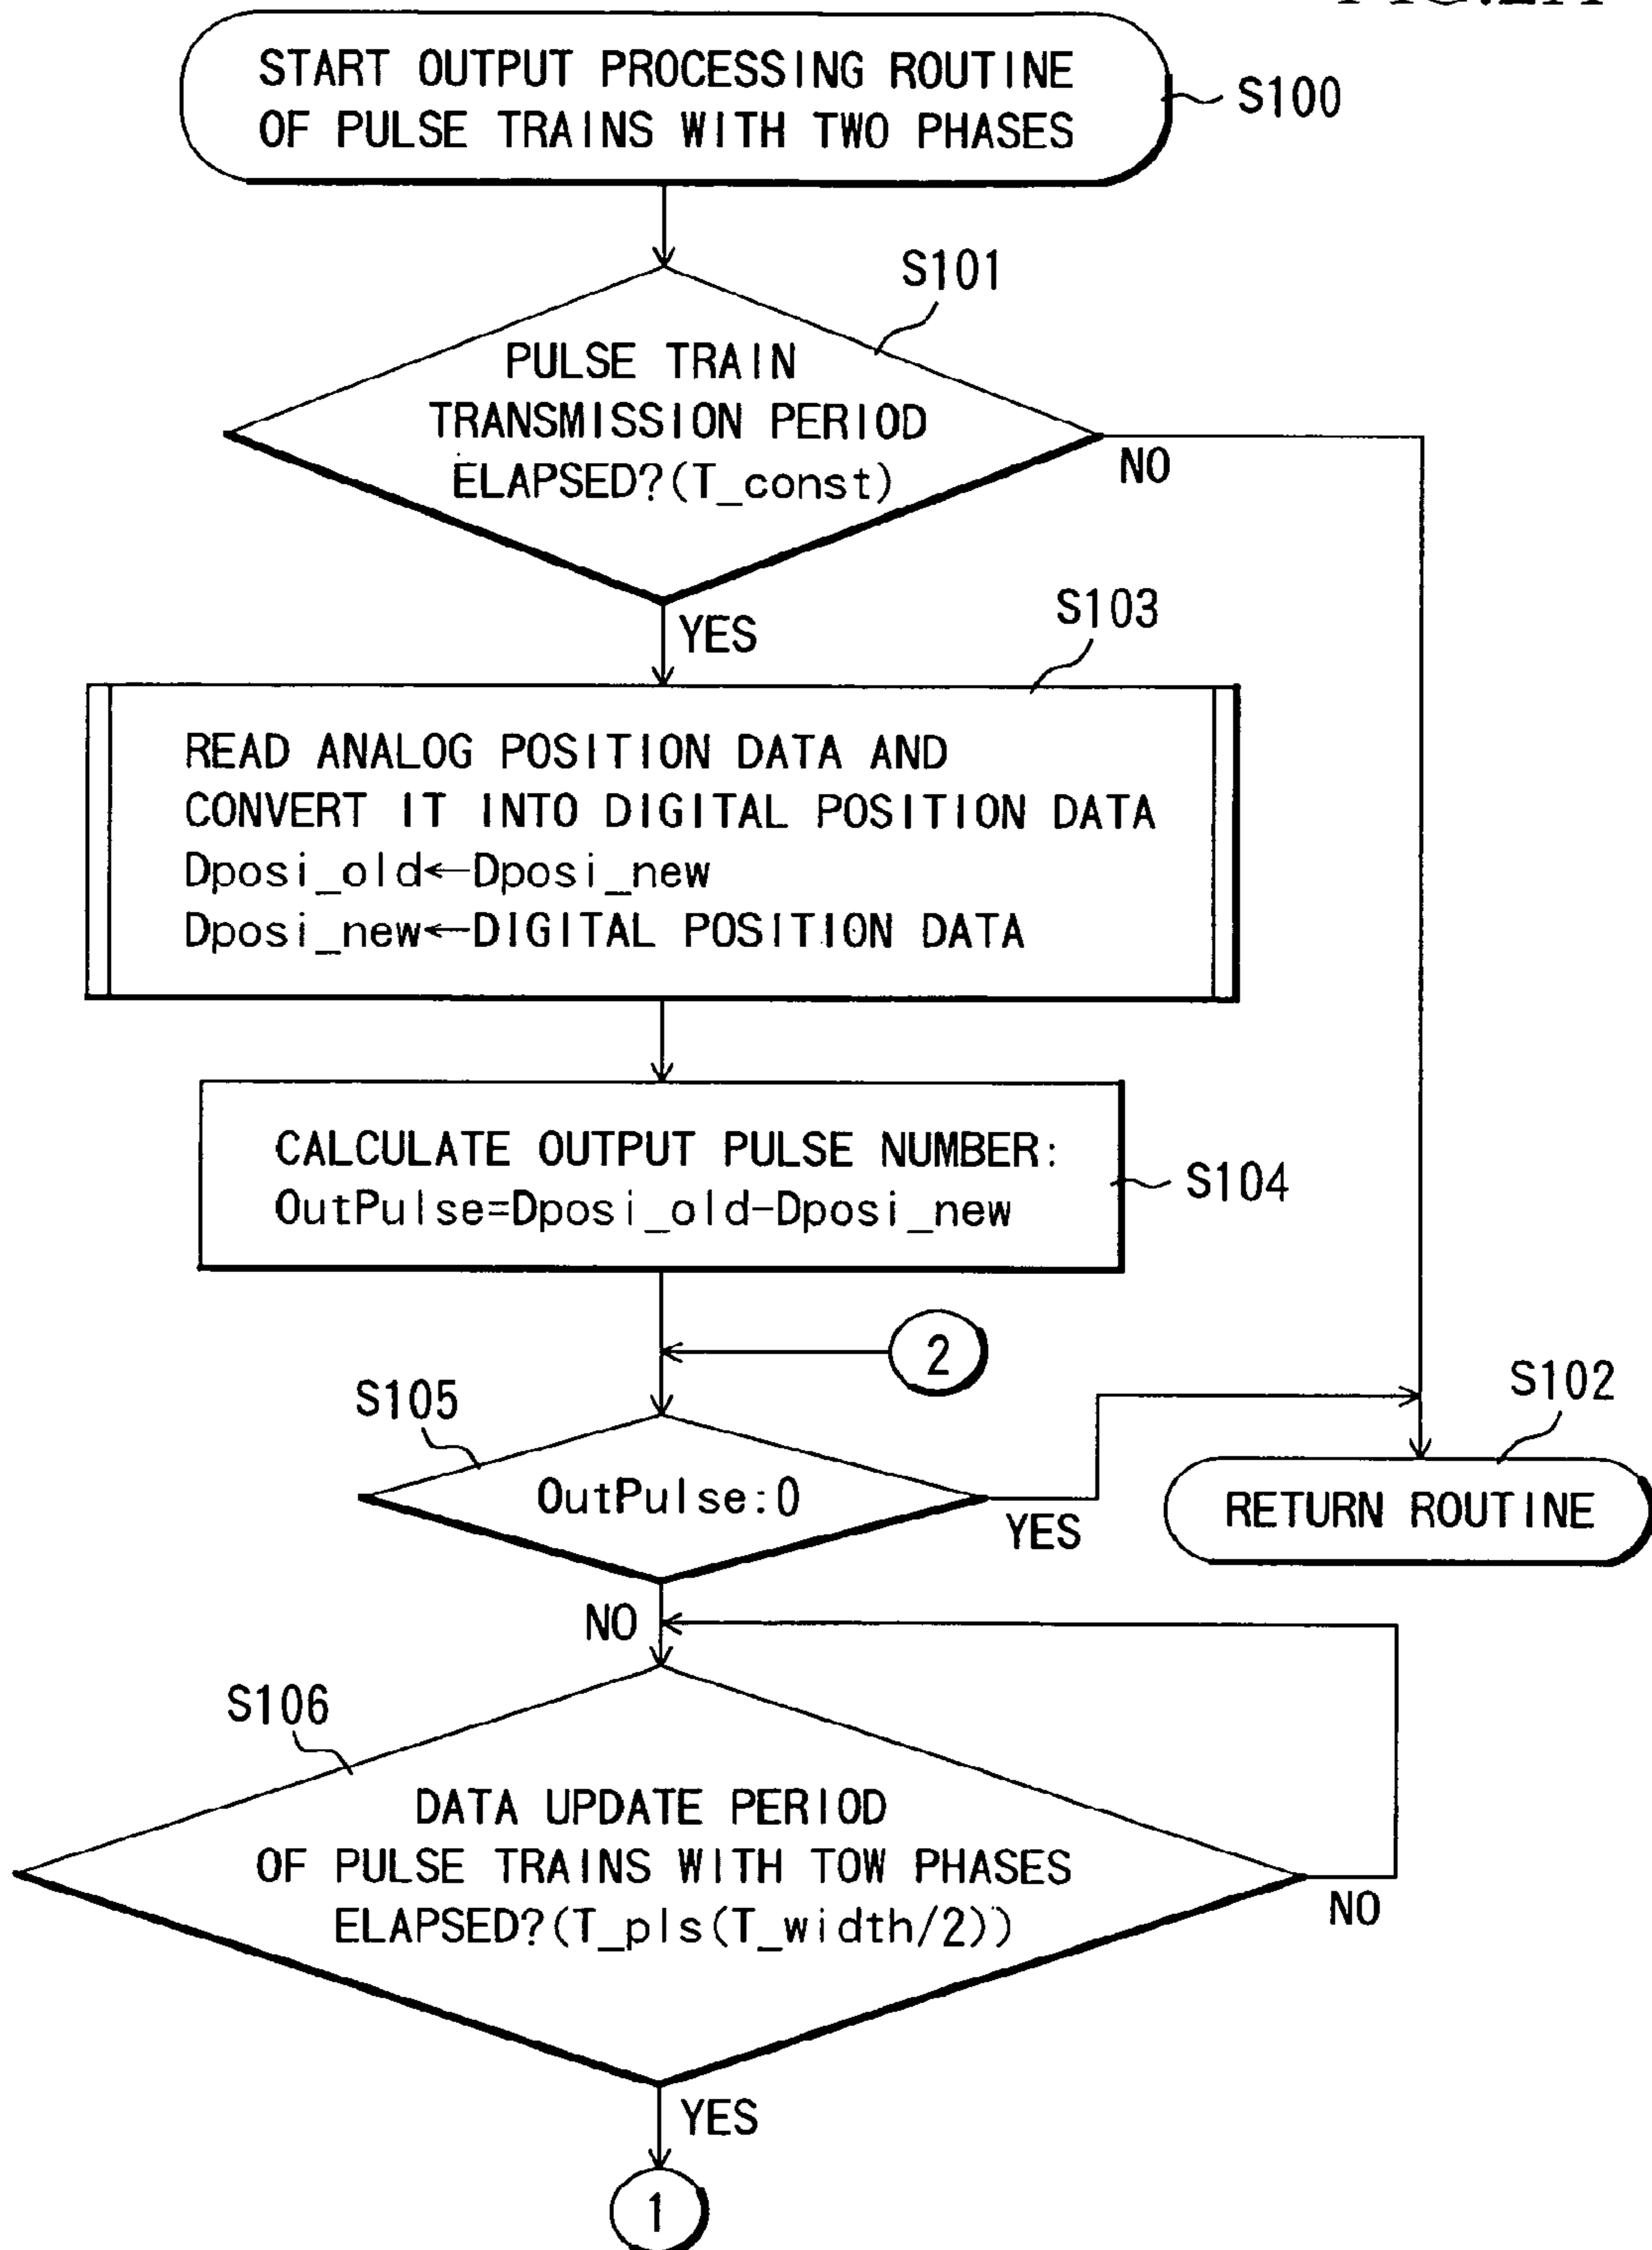 START OUTPUT PROCESSING ROUTINE
OF PULSE TRAINS WITH TWO PHASES
S100
S101
PULSE TRAIN
TRANSMISSION PERIOD
ELAPSED?(T_const)
NO
YES
S103
READ ANALOG POSITION DATA AND
CONVERT IT INTO DIGITAL POSITION DATA
Dposi_old←Dposi_new
Dposi_new←DIGITAL POSITION DATA
CALCULATE OUTPUT PULSE NUMBER:
OutPulse=Dposi_old-Dposi_new
S104
2
S105
S102
OutPulse:0
YES
RETURN ROUTINE
NO
S106
DATA UPDATE PERIOD
OF PULSE TRAINS WITH TOW PHASES
ELAPSED?(T_pls(T_width/2))
NO
YES
1